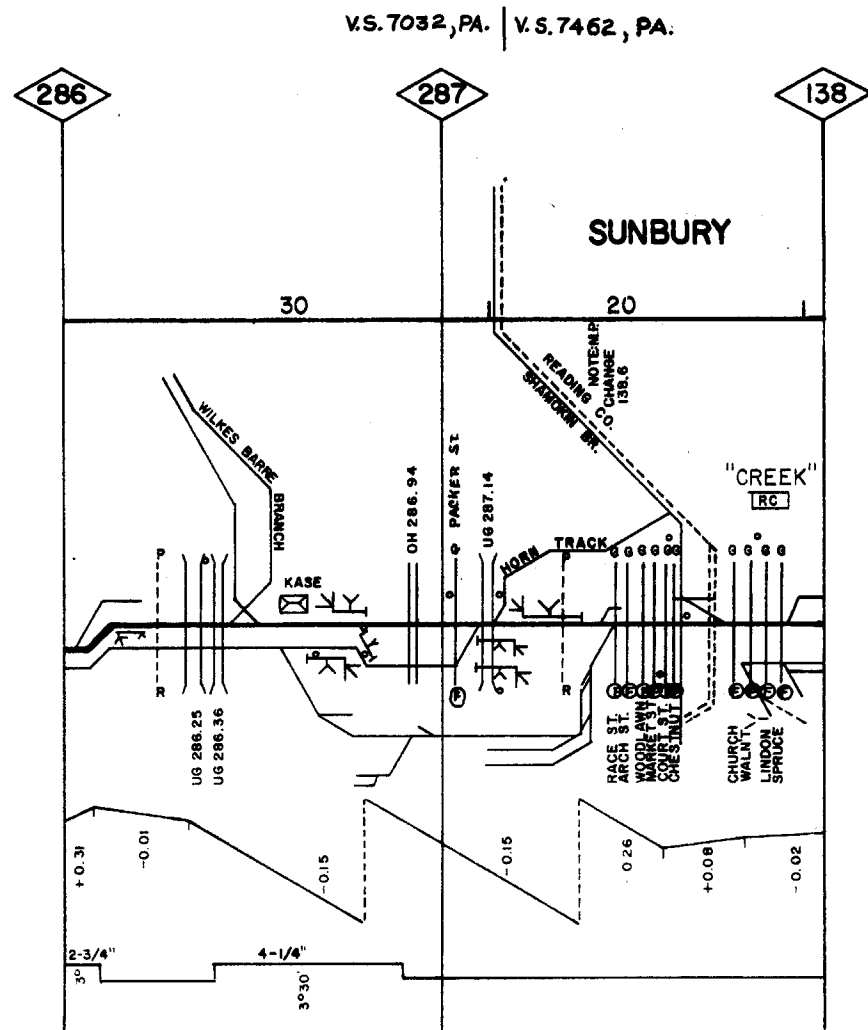 V.S. 7032, PA. | V.S. 7462, PA.
286
287
138
SUNBURY
30
20
NOTE:M.P.
CHANGE
138.6
READING CO.
SHAMOKIN BR.
WILKES BARRE
BRANCH
"CREEK"
RC
OH 286.94
PACKER ST.
UG 287.14
HORN TRACK
KASE
P
G
P
G G G G G G
G G G G
R
F
R
F F F F F F
F F F F
UG 286.25
UG 286.36
RACE ST.
ARCH ST.
WOODLAWN
MARKET ST.
COURT ST.
CHESTNUT
CHURCH
WALN'T.
LINDON
SPRUCE
+0.31
-0.01
-0.15
-0.15
-0.26
+0.08
-0.02
2-3/4"
3°
4-1/4"
3°30'